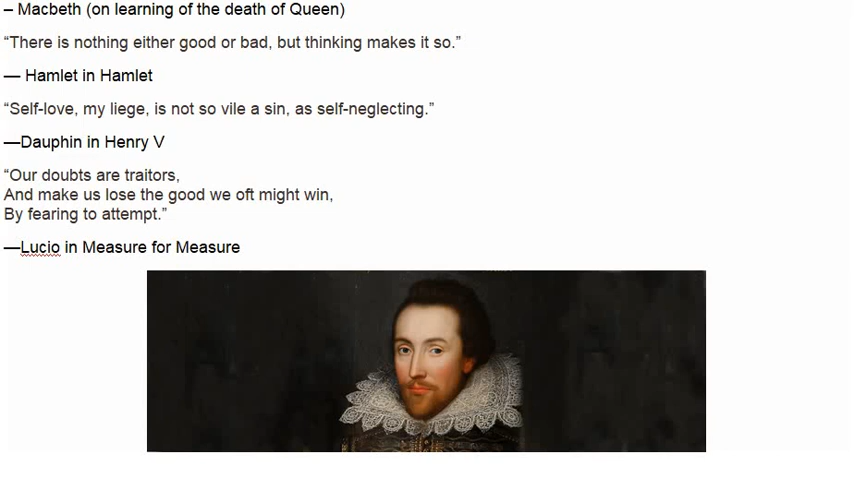 – Macbeth (on learning of the death of Queen)
“There is nothing either good or bad, but thinking makes it so.”
— Hamlet in Hamlet
“Self-love, my liege, is not so vile a sin, as self-neglecting.”
—Dauphin in Henry V
“Our doubts are traitors,
And make us lose the good we oft might win,
By fearing to attempt.”
—Lucio in Measure for Measure